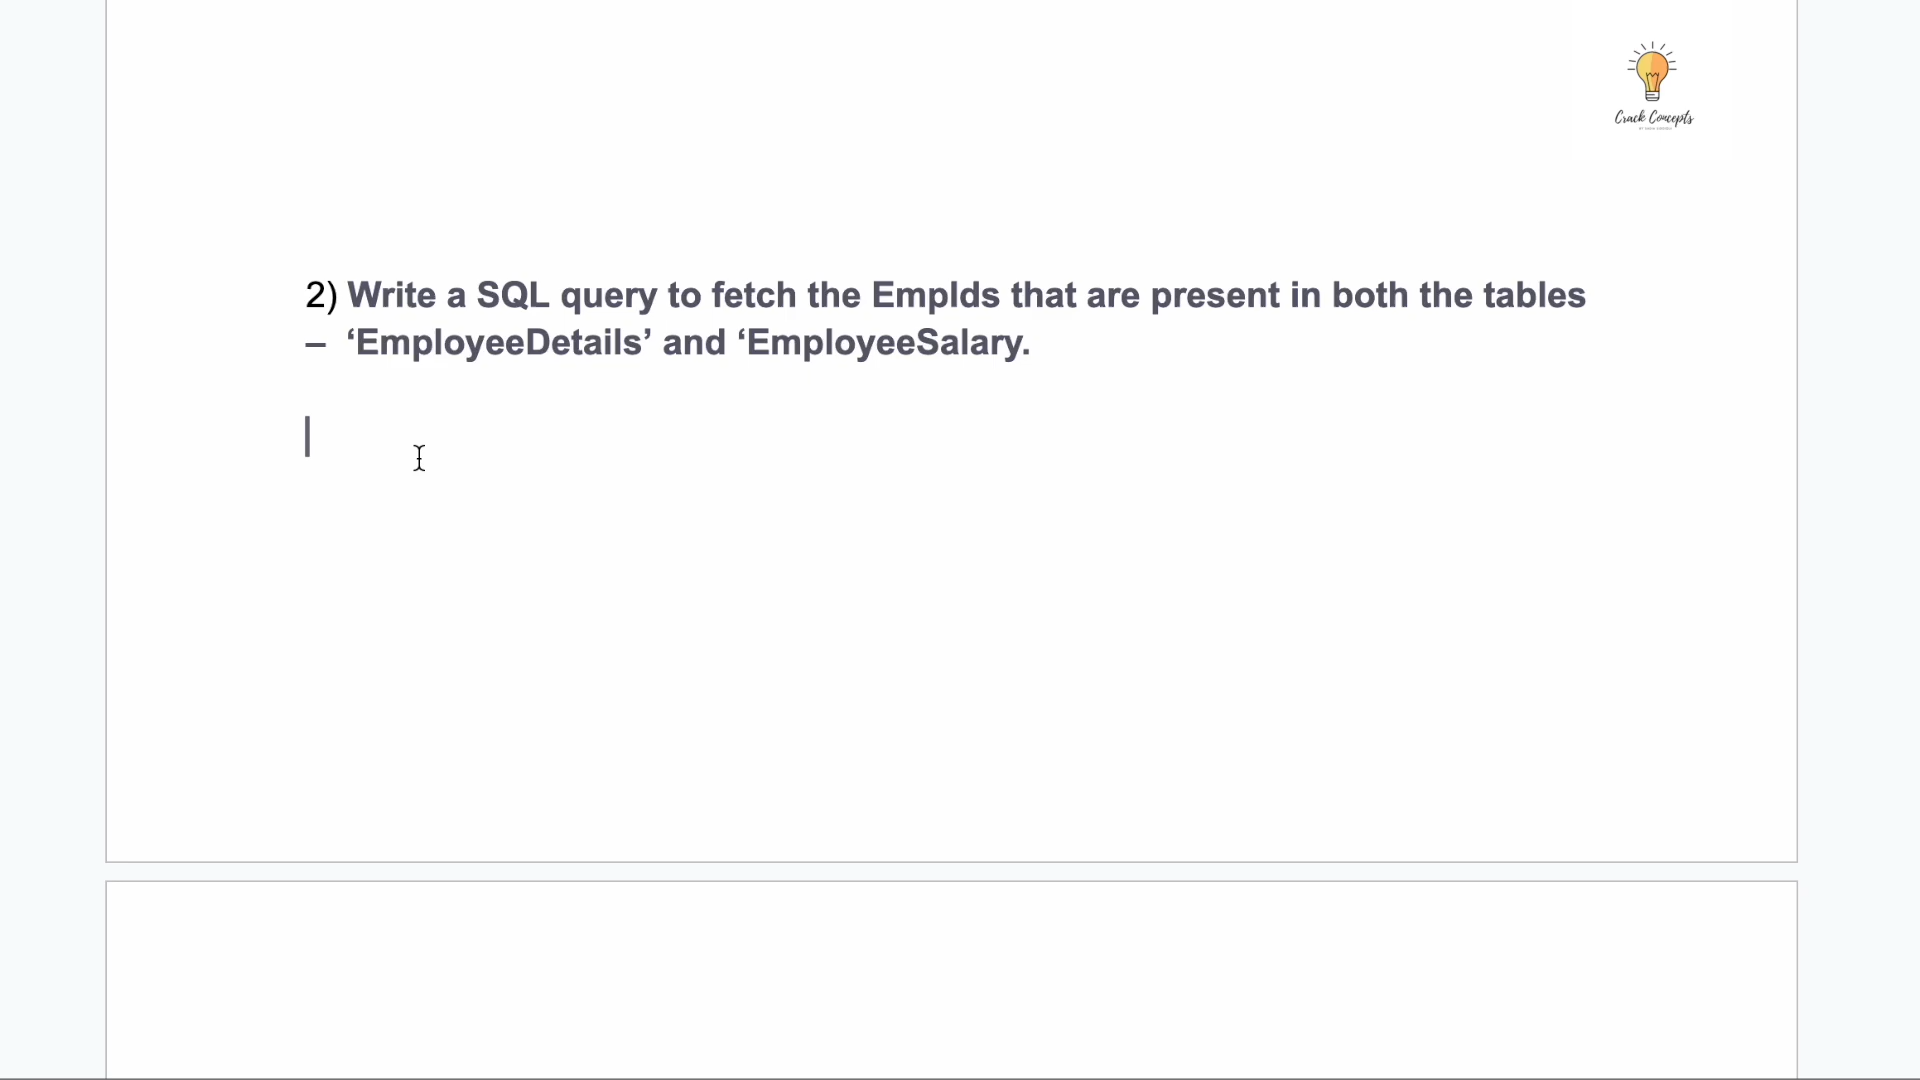 Crack Concepts
2) Write a SQL query to fetch the EmpIds that are present in both the tables
– ‘EmployeeDetails’ and ‘EmployeeSalary.